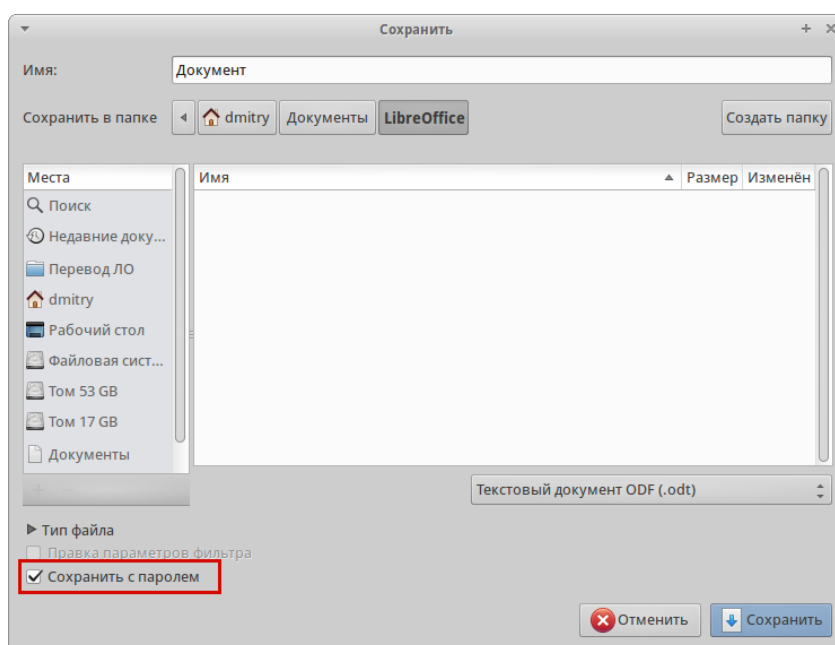 Сохранить
Имя:
Документ
Сохранить в папке
dmitry
Документы
LibreOffice
Создать папку
Места
Имя
Размер
Изменён
Поиск
Недавние доку...
Перевод ЛО
dmitry
Рабочий стол
Файловая сист...
Том 53 GB
Том 17 GB
Документы
Текстовый документ ODF (.odt)
Тип файла
Правка параметров фильтра
Сохранить с паролем
Отменить
Сохранить